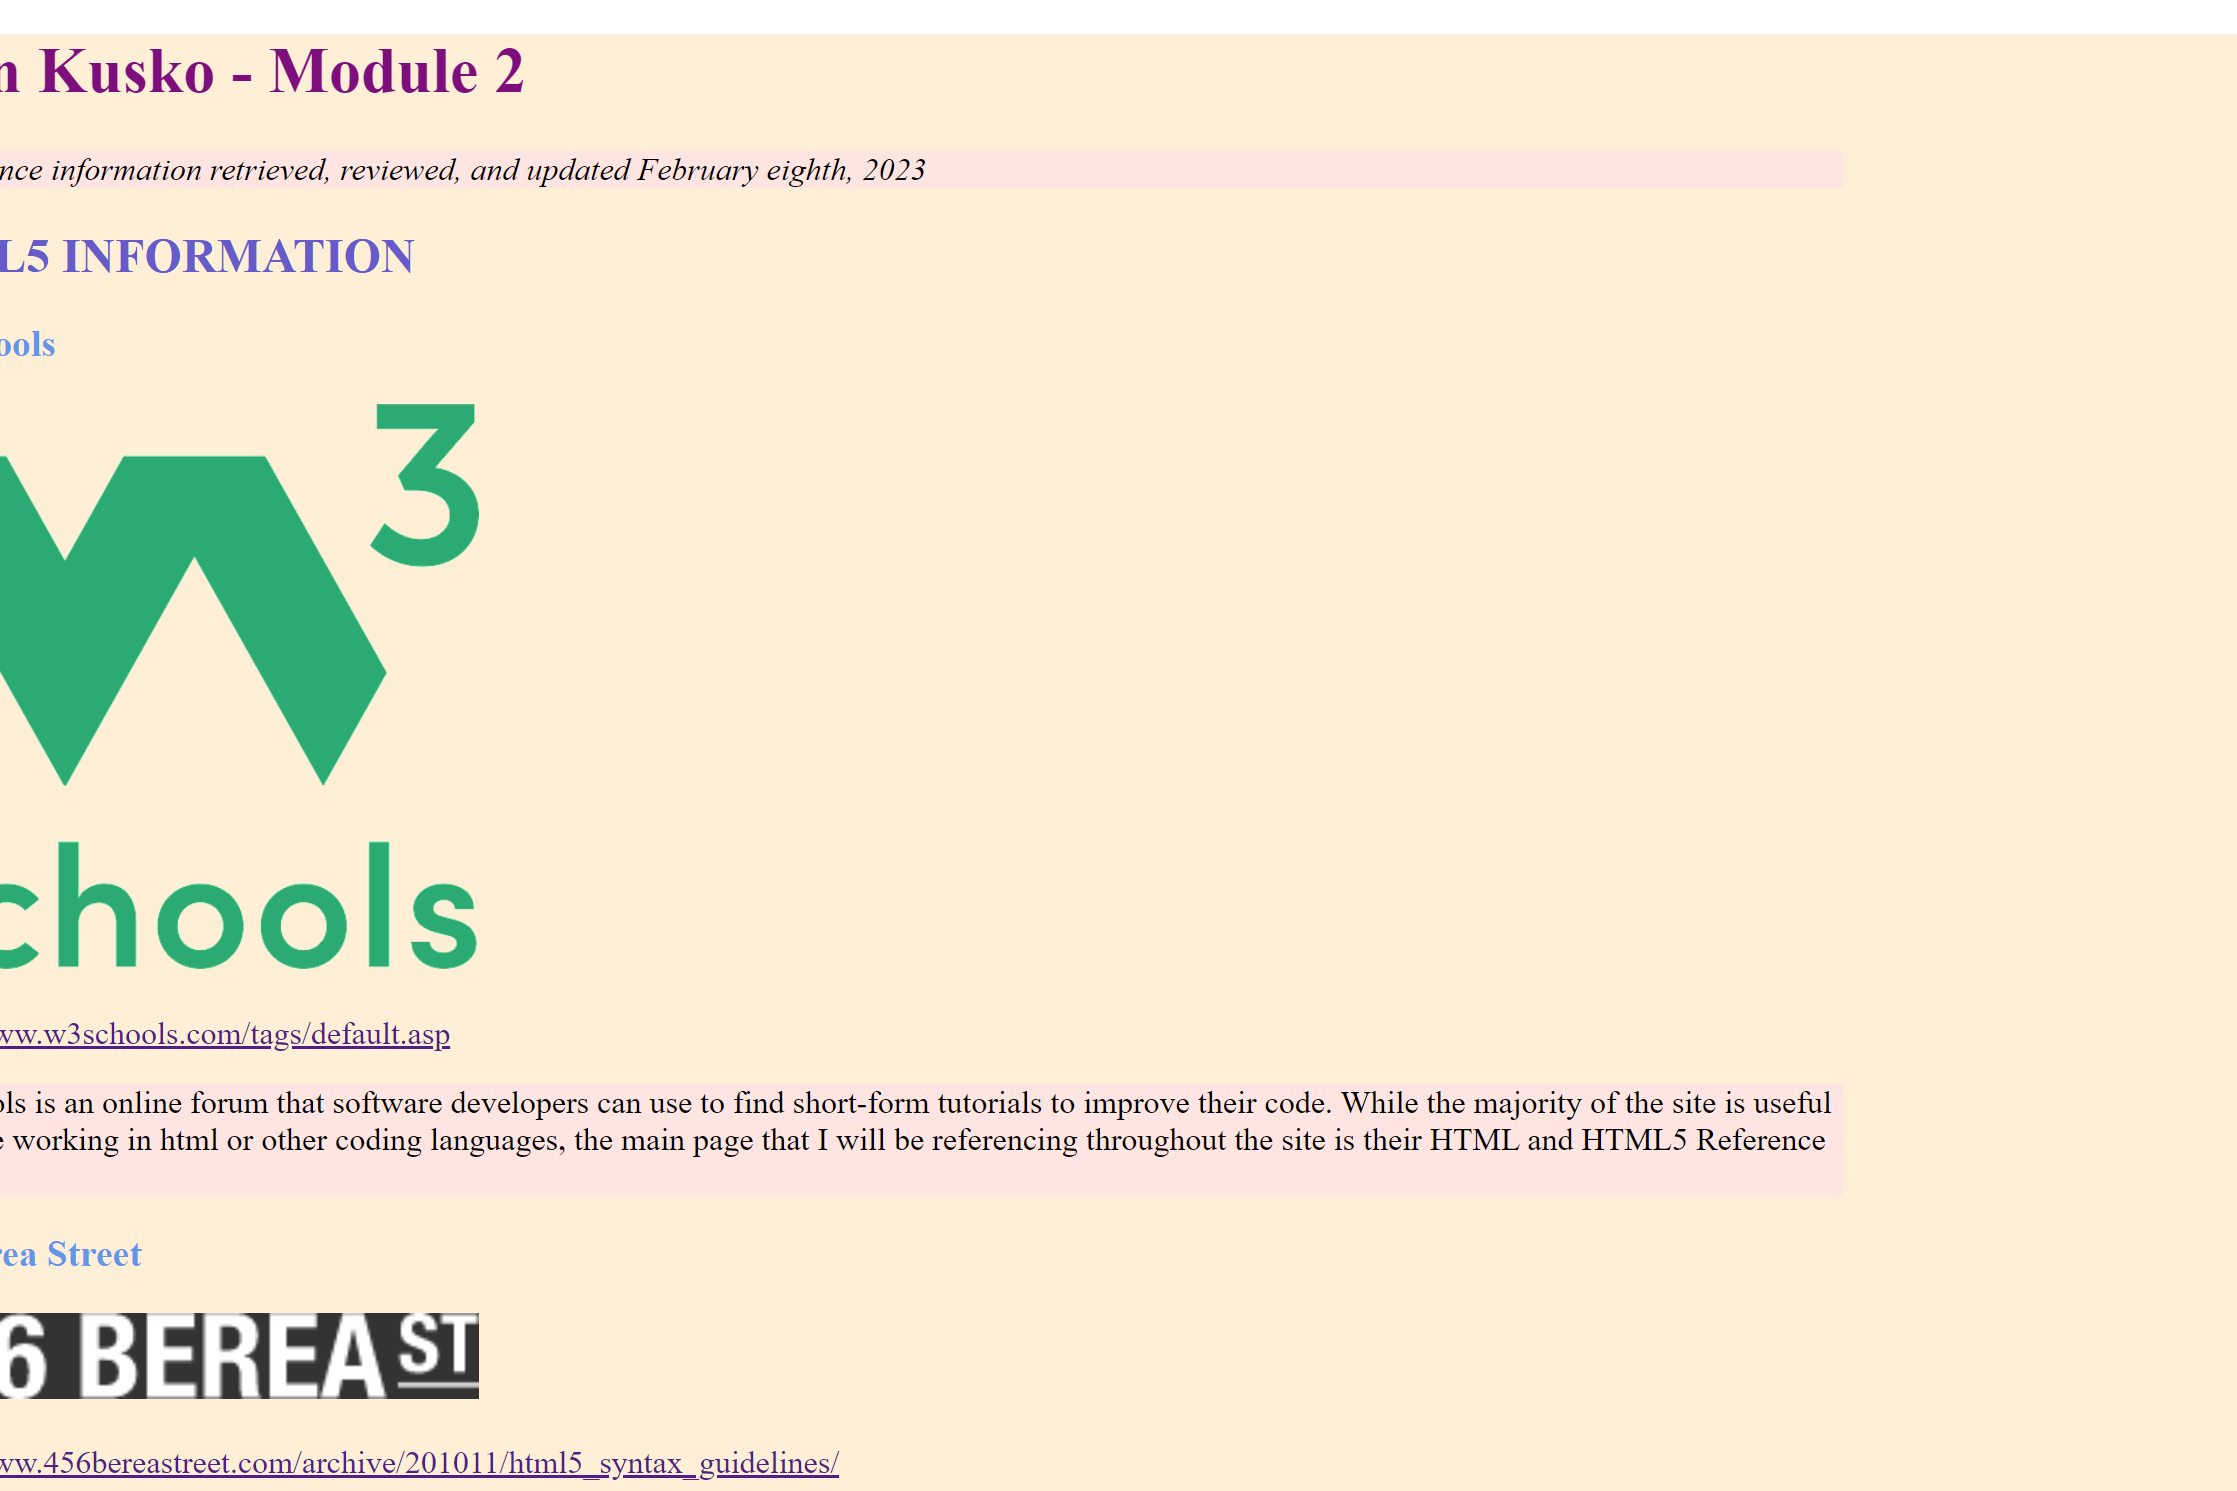 n Kusko - Module 2
nce information retrieved, reviewed, and updated February eighth, 2023
L5 INFORMATION
ools
3
chools
ww.w3schools.com/tags/default.asp
ols is an online forum that software developers can use to find short-form tutorials to improve their code. While the majority of the site is useful
e working in html or other coding languages, the main page that I will be referencing throughout the site is their HTML and HTML5 Reference
rea Street
6 BEREA ST
ww.456bereastreet.com/archive/201011/html5_syntax_guidelines/